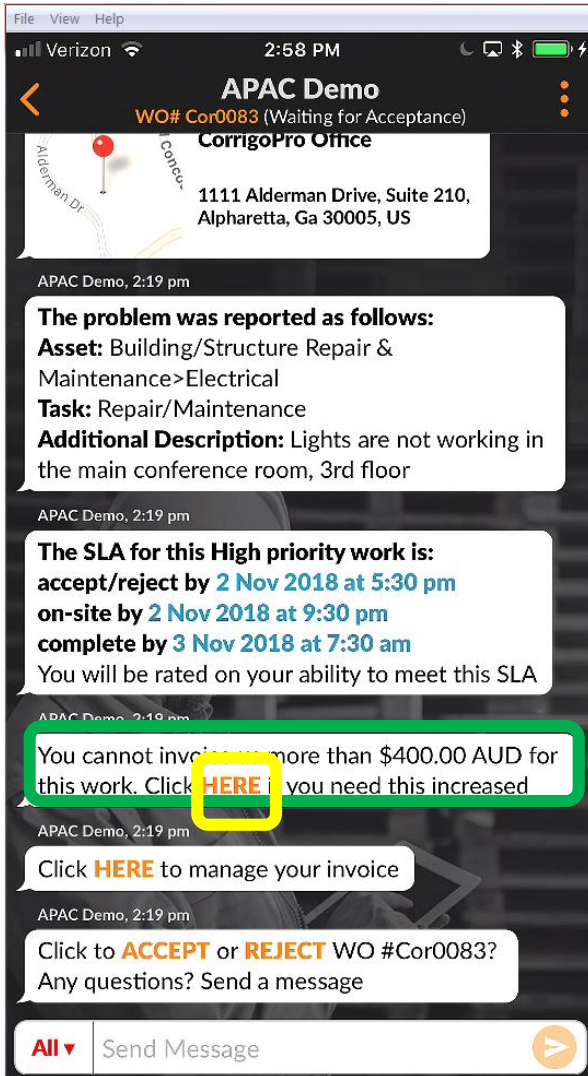 File View Help
Verizon 2:58 PM
APAC Demo
WO# Cor0083 (Waiting for Acceptance)
Alderman Dr
l Concou
CorrigoPro Office
1111 Alderman Drive, Suite 210,
Alpharetta, Ga 30005, US
APAC Demo, 2:19 pm
The problem was reported as follows:
Asset: Building/Structure Repair &
Maintenance>Electrical
Task: Repair/Maintenance
Additional Description: Lights are not working in
the main conference room, 3rd floor
APAC Demo, 2:19 pm
The SLA for this High priority work is:
accept/reject by 2 Nov 2018 at 5:30 pm
on-site by 2 Nov 2018 at 9:30 pm
complete by 3 Nov 2018 at 7:30 am
You will be rated on your ability to meet this SLA
APAC Demo, 2:19 pm
You cannot invoice us more than $400.00 AUD for
this work. Click HERE if you need this increased
APAC Demo, 2:19 pm
Click HERE to manage your invoice
APAC Demo, 2:19 pm
Click to ACCEPT or REJECT WO #Cor0083?
Any questions? Send a message
All Send Message